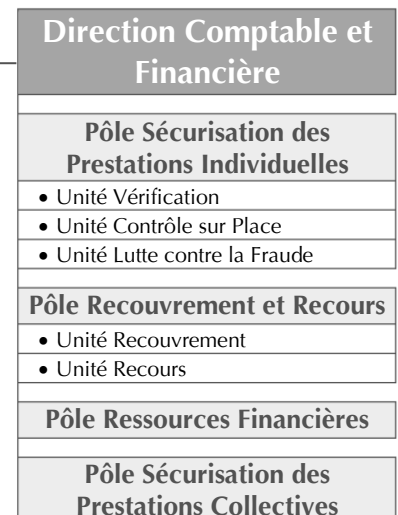 Direction Comptable et
Financière
Pôle Sécurisation des
Prestations Individuelles
• Unité Vérification
• Unité Contrôle sur Place
• Unité Lutte contre la Fraude
Pôle Recouvrement et Recours
• Unité Recouvrement
• Unité Recours
Pôle Ressources Financières
Pôle Sécurisation des
Prestations Collectives